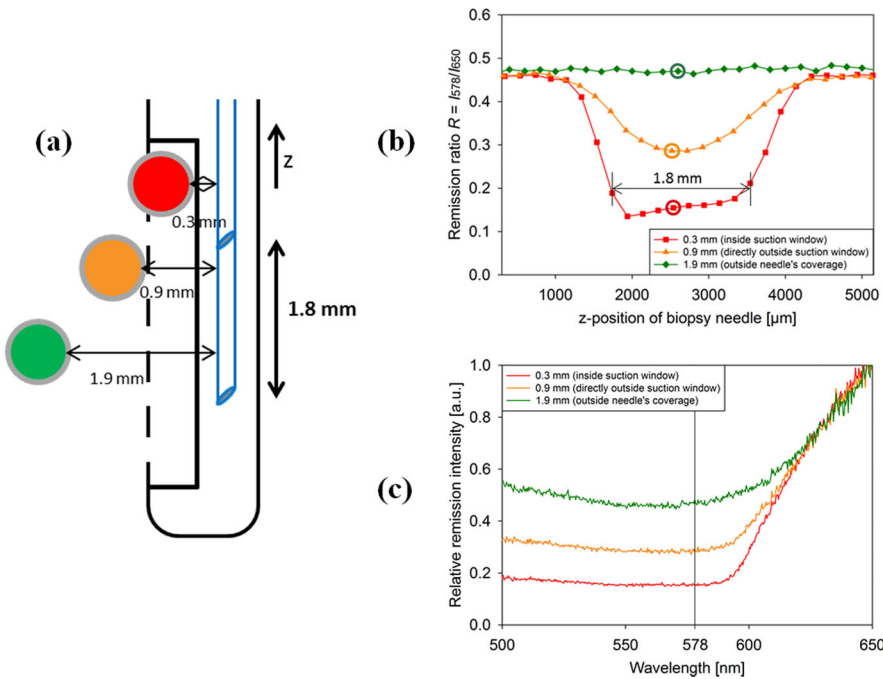 (a)
z
0.3 mm
0.9 mm
1.8 mm
1.9 mm
(b)
Remission ratio R = I578/I650
0.6
0.5
0.4
0.3
0.2
0.1
0.0
1.8 mm
0.3 mm (inside suction window)
0.9 mm (directly outside suction window)
1.9 mm (outside needle's coverage)
1000 2000 3000 4000 5000
z-position of biopsy needle [µm]
(c)
Relative remission intensity [a.u.]
1.0
0.8
0.6
0.4
0.2
0.0
0.3 mm (inside suction window)
0.9 mm (directly outside suction window)
1.9 mm (outside needle's coverage)
500 550 578 600 650
Wavelength [nm]